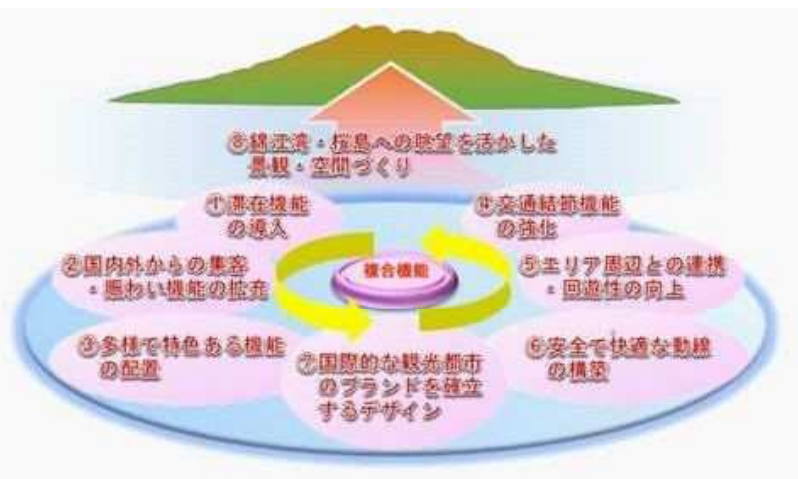 ⑧錦江湾・桜島への眺望を活かした
景観・空間づくり
①滞在機能
の導入
②国内外からの集客
・賑わい機能の拡充
③多様で特色ある機能
の配置
④交通結節機能
の強化
⑤エリア周辺との連携
・回遊性の向上
⑥安全で快適な動線
の構築
⑦国際的な観光都市
のブランドを確立
するデザイン
複合機能